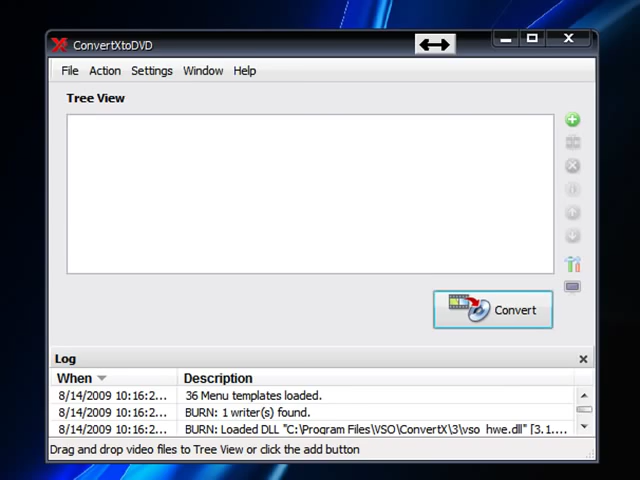 ConvertXtoDVD
File Action Settings Window Help
Tree View
Convert
Log
When Description
8/14/2009 10:16:2... 36 Menu templates loaded.
8/14/2009 10:16:2... BURN: 1 writer(s) found.
8/14/2009 10:16:2... BURN: Loaded DLL "C:\Program Files\VSO\ConvertX\3\vso_hwe.dll" [3.1....
Drag and drop video files to Tree View or click the add button